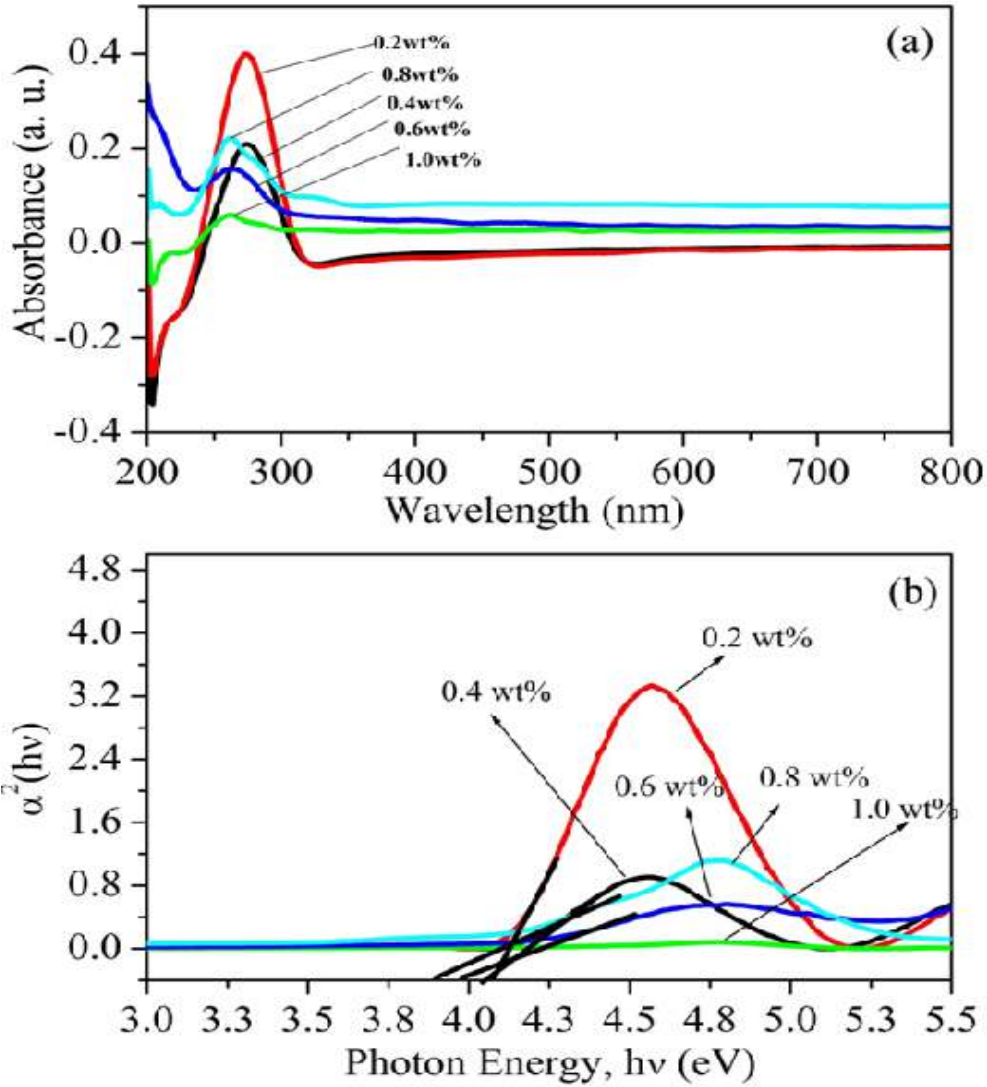 (a)
0.4
0.2
0.0
-0.2
-0.4
Absorbance (a. u.)
0.2wt%
0.8wt%
0.4wt%
0.6wt%
1.0wt%
200 300 400 500 600 700 800
Wavelength (nm)
(b)
4.8
4.0
3.2
2.4
1.6
0.8
0.0
α²(hν)
0.2 wt%
0.4 wt%
0.6 wt%
0.8 wt%
1.0 wt%
3.0 3.3 3.5 3.8 4.0 4.3 4.5 4.8 5.0 5.3 5.5
Photon Energy, hν (eV)